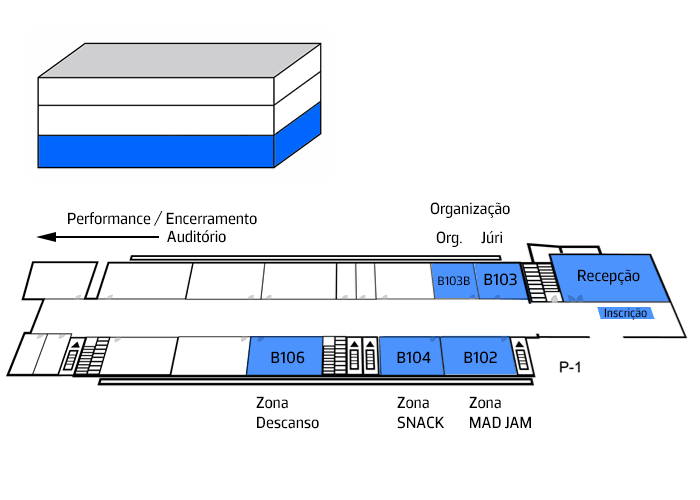 Organização
Performance / Encerramento
Auditório
Org.
Júri
B103B
B103
Recepção
Inscrição
B106
B104
B102
P-1
Zona
Descanso
Zona
SNACK
Zona
MAD JAM